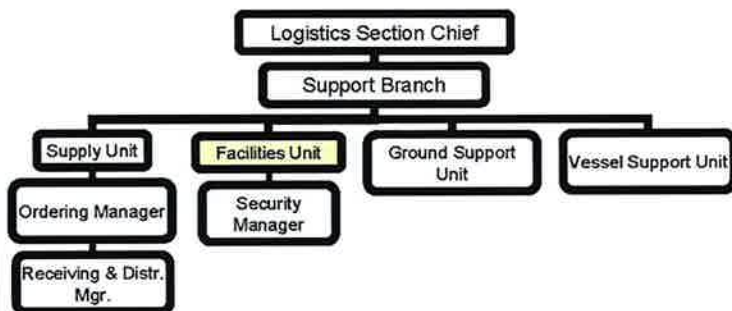 Logistics Section Chief
Support Branch
Supply Unit
Facilities Unit
Ground Support
Unit
Vessel Support Unit
Ordering Manager
Security
Manager
Receiving & Distr.
Mgr.